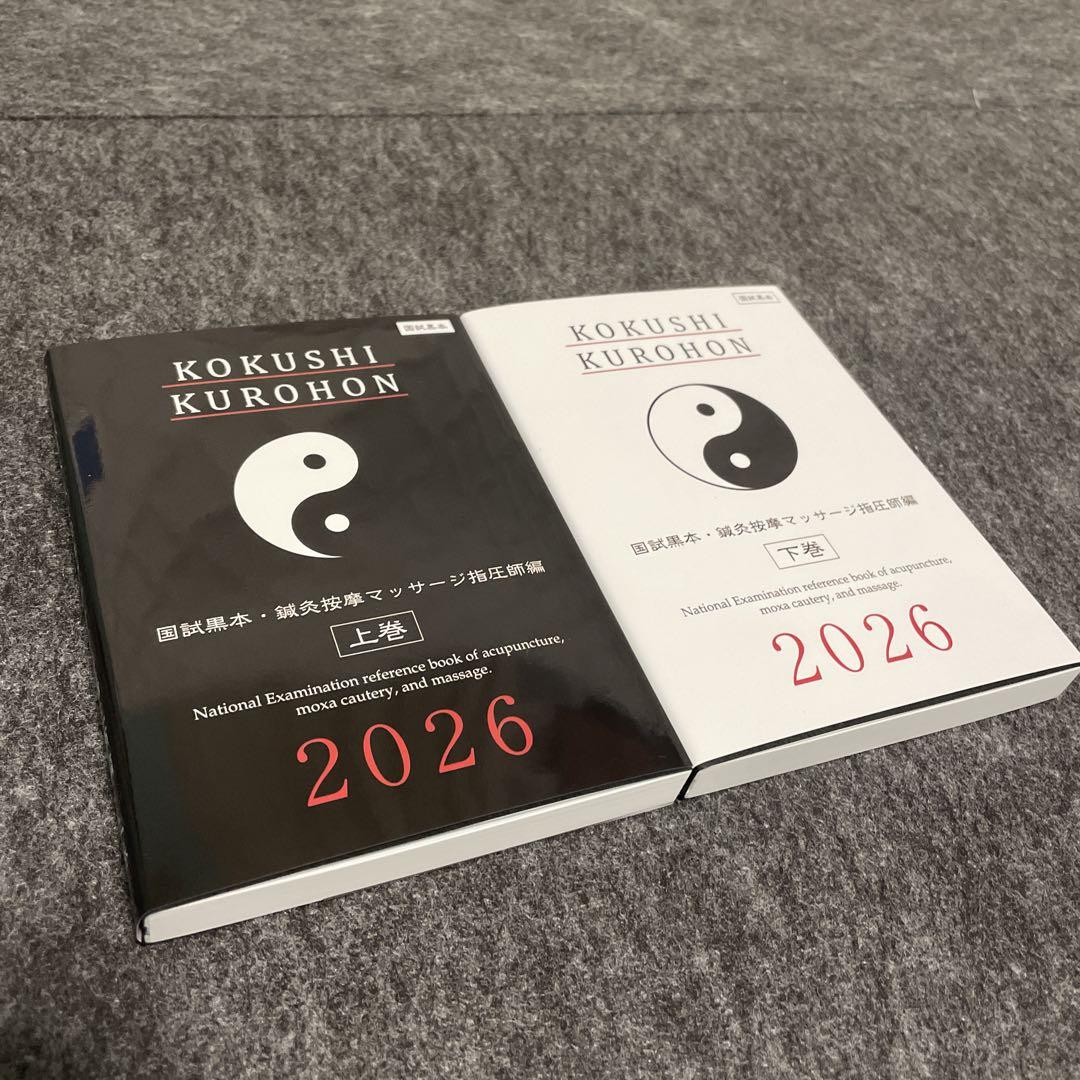 国試黒本
KOKUSHI
KUROHON
国試黒本・鍼灸按摩マッサージ指圧師編
上巻
National Examination reference book of acupuncture,
moxa cautery, and massage.
2026
国試黒本
KOKUSHI
KUROHON
国試黒本・鍼灸按摩マッサージ指圧師編
下巻
National Examination reference book of acupuncture,
moxa cautery, and massage.
2026